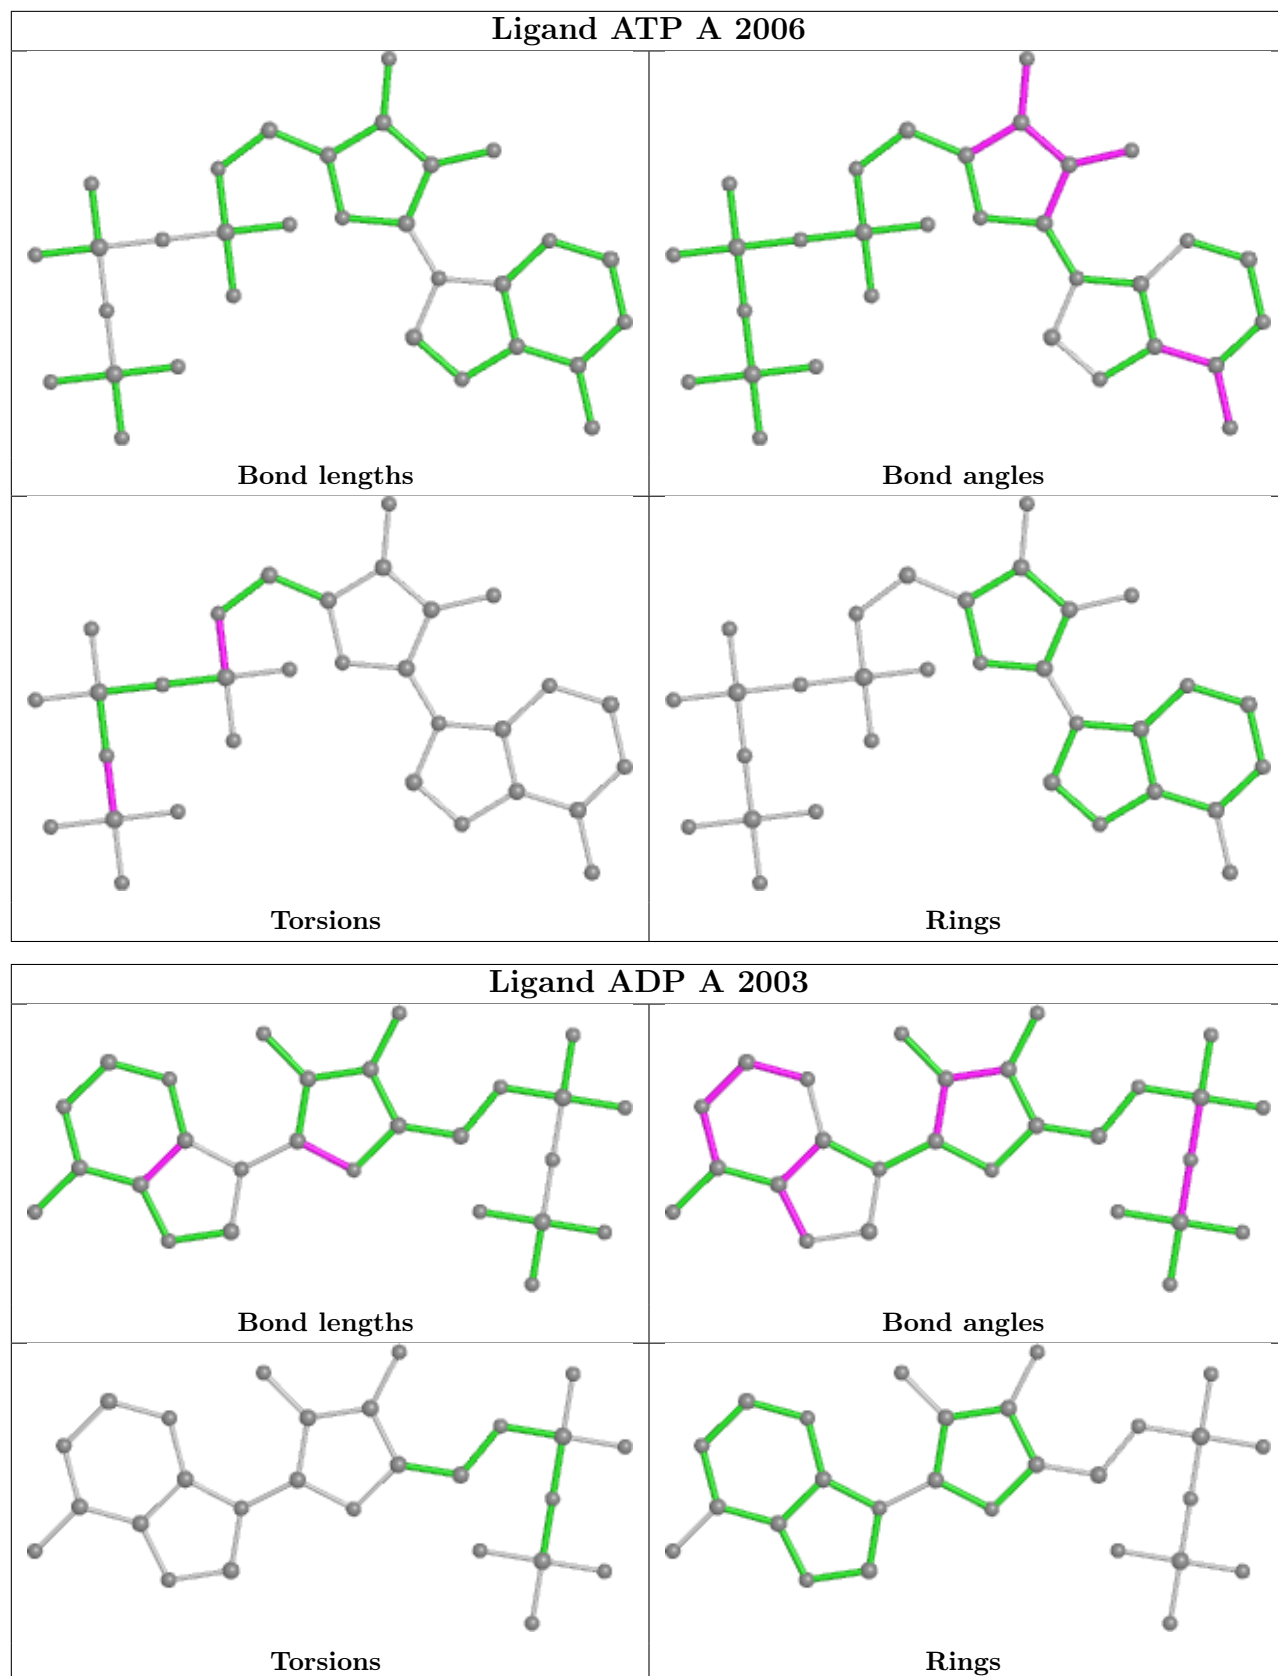 Ligand ATP A 2006
Bond lengths
Bond angles
Torsions
Rings
Ligand ADP A 2003
Bond lengths
Bond angles
Torsions
Rings